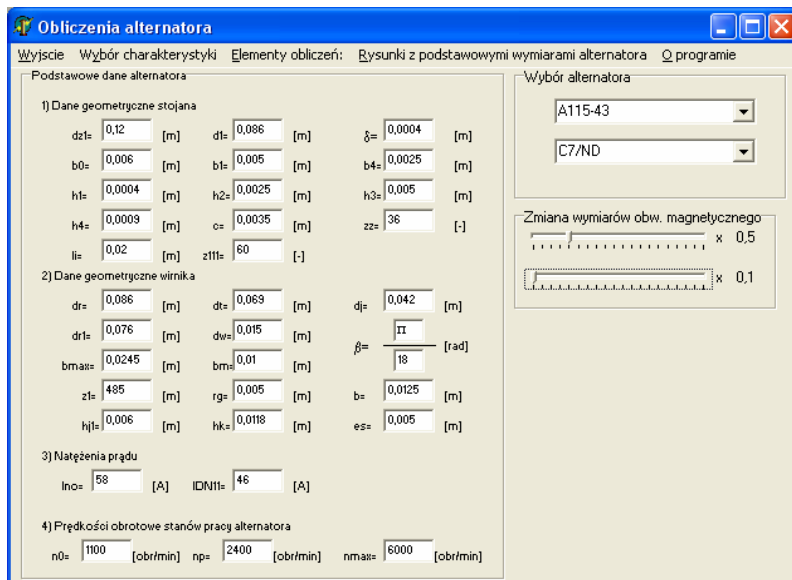 Obliczenia alternatora
Wyjscie Wybór charakterystyki Elementy obliczeń: Rysunki z podstawowymi wymiarami alternatora O programie
Podstawowe dane alternatora
1) Dane geometryczne stojana
dz1= 0,12 [m] d1= 0,086 [m] δ= 0,0004 [m]
b0= 0,006 [m] b1= 0,005 [m] b4= 0,0025 [m]
h1= 0,0004 [m] h2= 0,0025 [m] h3= 0,005 [m]
h4= 0,0009 [m] c= 0,0035 [m] zz= 36 [-]
li= 0,02 [m] z111= 60 [-]
2) Dane geometryczne wirnika
dr= 0,086 [m] dt= 0,069 [m] dj= 0,042 [m]
dr1= 0,076 [m] dw= 0,015 [m] β= Π / 18 [rad]
bmax= 0,0245 [m] bm= 0,01 [m]
z1= 485 [m] rg= 0,005 [m] b= 0,0125 [m]
hj1= 0,006 [m] hk= 0,0118 [m] es= 0,005 [m]
3) Natężenia prądu
Ino= 58 [A] IDN11= 46 [A]
4) Prędkości obrotowe stanów pracy alternatora
n0= 1100 [obr/min] np= 2400 [obr/min] nmax= 6000 [obr/min]
Wybór alternatora
A115-43
C7/ND
Zmiana wymiarów obw. magnetycznego
x 0,5
x 0,1